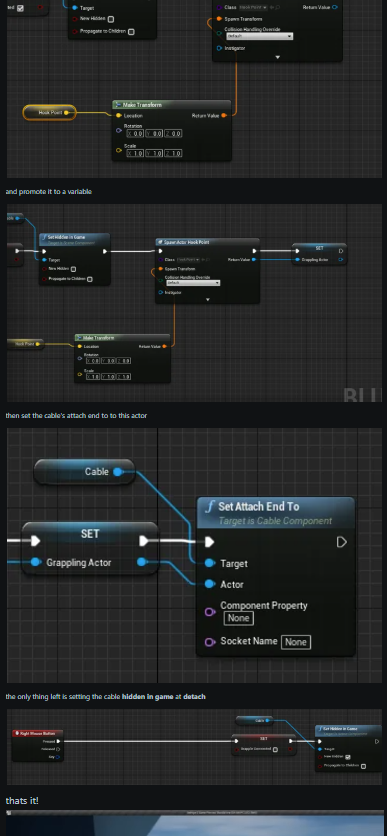 Target
New Hidden
Propagate to Children
Class
Return Value
Spawn Transform
Collision Handling Override
Default
Instigator
Hook Point
Make Transform
Location
Return Value
Rotation
X 0.0 Y 0.0 Z 0.0
Scale
X 1.0 Y 1.0 Z 1.0
and promote it to a variable
Set Hidden in Game
Target
New Hidden
Propagate to Children
SpawnActor Hook Point
Class
Return Value
Spawn Transform
Collision Handling Override
Default
Instigator
SET
Grappling Actor
Hook Point
Make Transform
Location
Return Value
Rotation
X 0.0 Y 0.0 Z 0.0
Scale
X 1.0 Y 1.0 Z 1.0
BLU
then set the cable's attach end to to this actor
Cable
SET
Grappling Actor
Set Attach End To
Target is Cable Component
Target
Actor
Component Property
None
Socket Name None
the only thing left is setting the cable hidden in game at detach
Right Mouse Button
Pressed
Released
Key
Cable
SET
Grapple Connected
Set Hidden in Game
Target
New Hidden
Propagate to Children
thats it!